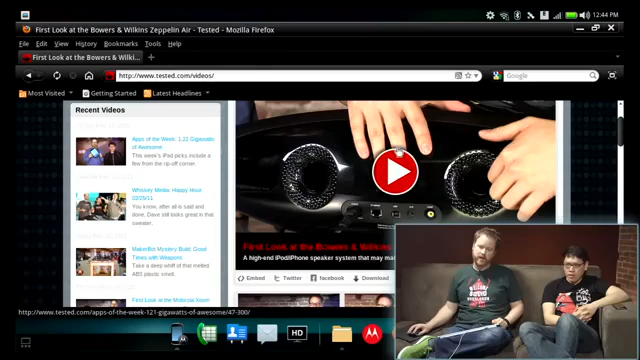 12:44 PM
First Look at the Bowers & Wilkins Zeppelin Air - Tested - Mozilla Firefox
File Edit View History Bookmarks Tools Help
First Look at the Bowers & Wilki...
http://www.tested.com/videos/
Google
Most Visited
Getting Started
Latest Headlines
Recent Videos
Apps of the Week: 1.22 Gigawatts
of Awesome
This week's iPad picks include a
few from the rip-off corner.
Whiskey Media: Happy Hour
02/25/11
You know, after all is said and
done, Dave still looks great in that
sweater.
MakerBot Mystery Build: Good
Times with Weapons
Take a deep whiff of that melted
ABS plastic smell.
First Look at the Motorola Xoom
First Look at the Bowers & Wilkins
A high-end iPod/iPhone speaker system that may ma
Embed
Twitter
facebook
Download
http://www.tested.com/apps-of-the-week-121-gigawatts-of-awesome/47-300/
HD